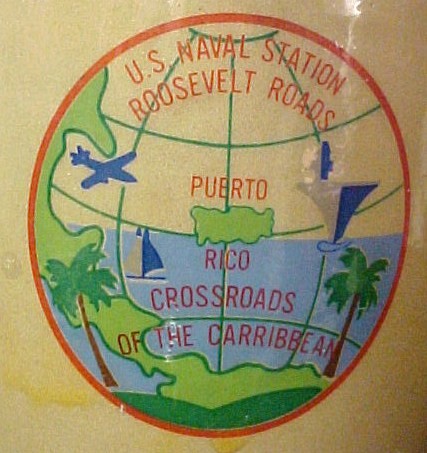 U.S. NAVAL STATION
ROOSEVELT ROADS
PUERTO
RICO
CROSSROADS
OF THE CARRIBBEAN